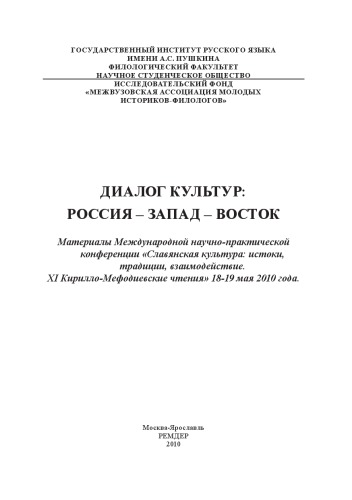 ГОСУДАРСТВЕННЫЙ ИНСТИТУТ РУССКОГО ЯЗЫКА
ИМЕНИ А.С. ПУШКИНА
ФИЛОЛОГИЧЕСКИЙ ФАКУЛЬТЕТ
НАУЧНОЕ СТУДЕНЧЕСКОЕ ОБЩЕСТВО
ИССЛЕДОВАТЕЛЬСКИЙ ФОНД
«МЕЖВУЗОВСКАЯ АССОЦИАЦИЯ МОЛОДЫХ
ИСТОРИКОВ-ФИЛОЛОГОВ»
ДИАЛОГ КУЛЬТУР:
РОССИЯ – ЗАПАД – ВОСТОК
Материалы Международной научно-практической
конференции «Славянская культура: истоки,
традиции, взаимодействие.
XI Кирилло-Мефодиевские чтения» 18-19 мая 2010 года.
Москва-Ярославль
РЕМДЕР
2010